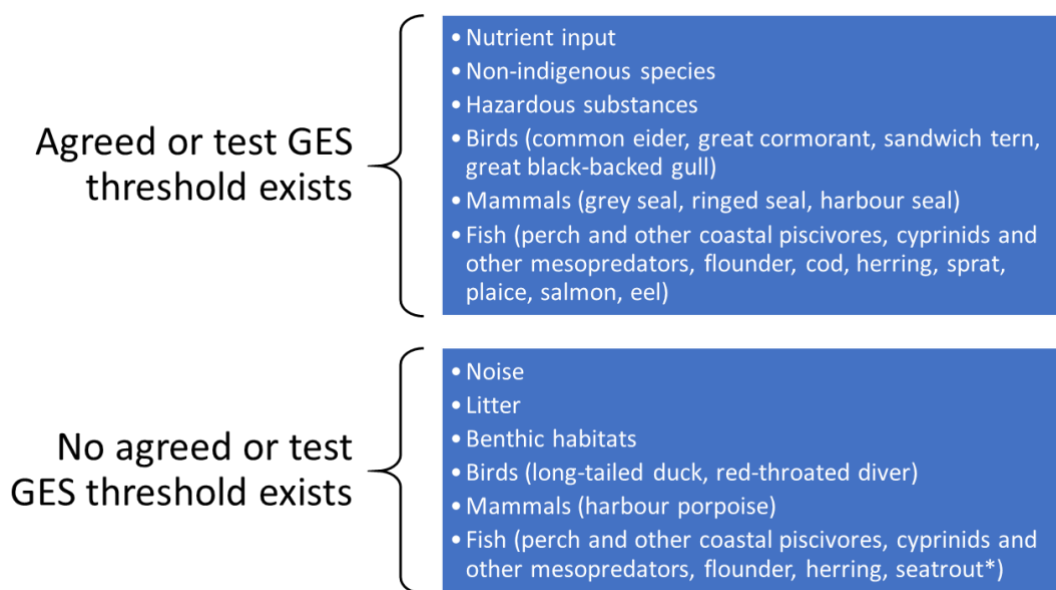 Agreed or test GES
threshold exists
• Nutrient input
• Non-indigenous species
• Hazardous substances
• Birds (common eider, great cormorant, sandwich tern,
great black-backed gull)
• Mammals (grey seal, ringed seal, harbour seal)
• Fish (perch and other coastal piscivores, cyprinids and
other mesopredators, flounder, cod, herring, sprat,
plaice, salmon, eel)
No agreed or test
GES threshold exists
• Noise
• Litter
• Benthic habitats
• Birds (long-tailed duck, red-throated diver)
• Mammals (harbour porpoise)
• Fish (perch and other coastal piscivores, cyprinids and
other mesopredators, flounder, herring, seatrout*)